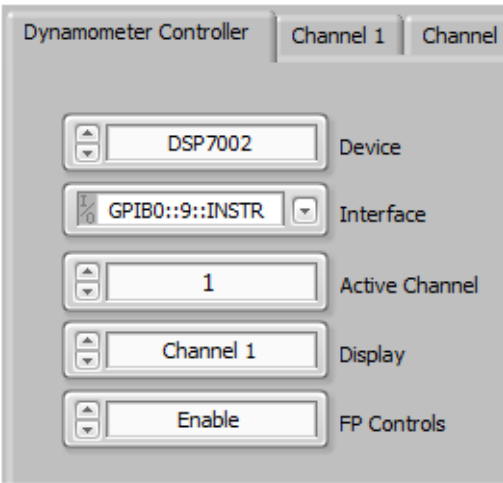 Dynamometer Controller Channel 1 Channel
DSP7002 Device
I/O GPIB0::9::INSTR Interface
1 Active Channel
Channel 1 Display
Enable FP Controls